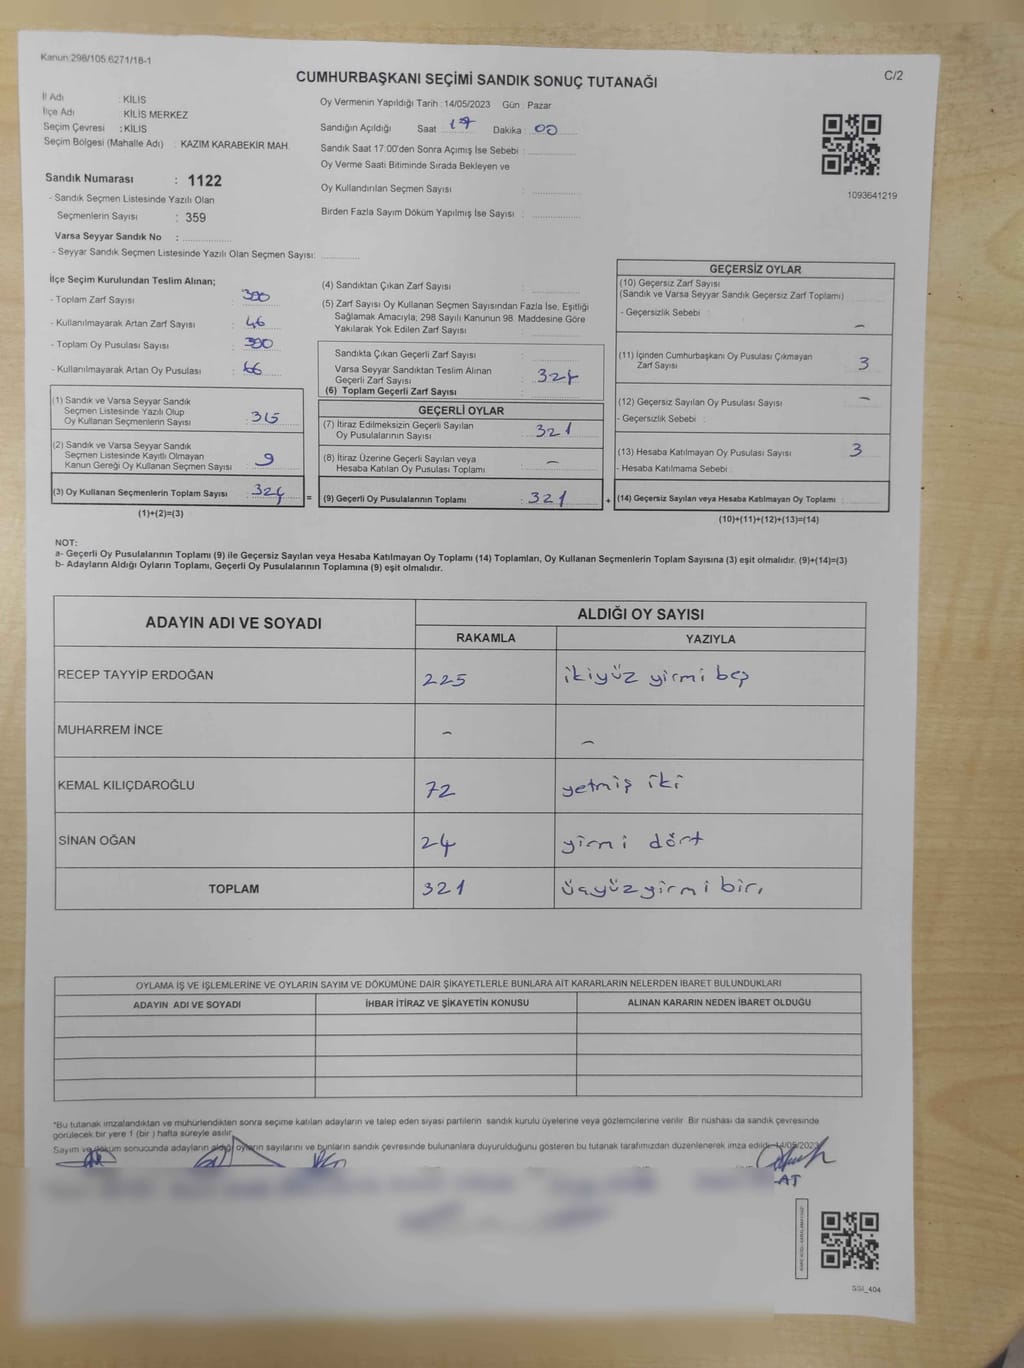 Kanun:298/105,6271/18-1
C/2
CUMHURBAŞKANI SEÇİMİ SANDIK SONUÇ TUTANAĞI
İl Adı : KİLİS
İlçe Adı : KİLİS MERKEZ
Seçim Çevresi : KİLİS
Seçim Bölgesi (Mahalle Adı) : KAZIM KARABEKİR MAH.
Sandık Numarası : 1122
- Sandık Seçmen Listesinde Yazılı Olan
Seçmenlerin Sayısı : 359
Varsa Seyyar Sandık No :
- Seyyar Sandık Seçmen Listesinde Yazılı Olan Seçmen Sayısı:
Oy Vermenin Yapıldığı Tarih : 14/05/2023 Gün : Pazar
Sandığın Açıldığı Saat 17 Dakika : 00
Sandık Saat 17:00'den Sonra Açımış İse Sebebi :
Oy Verme Saati Bitiminde Sırada Bekleyen ve
Oy Kullandırılan Seçmen Sayısı :
Birden Fazla Sayım Döküm Yapılmış İse Sayısı :
1093641219
İlçe Seçim Kurulundan Teslim Alınan;
- Toplam Zarf Sayısı :
- Kullanılmayarak Artan Zarf Sayısı : 46
- Toplam Oy Pusulası Sayısı :
- Kullanılmayarak Artan Oy Pusulası : 66
(1) Sandık ve Varsa Seyyar Sandık
Seçmen Listesinde Yazılı Olup
Oy Kullanan Seçmenlerin Sayısı : 315
(2) Sandık ve Varsa Seyyar Sandık
Seçmen Listesinde Kayıtlı Olmayan
Kanun Gereği Oy Kullanan Seçmen Sayısı : 9
(3) Oy Kullanan Seçmenlerin Toplam Sayısı : 324
(1)+(2)=(3)
(4) Sandıktan Çıkan Zarf Sayısı :
(5) Zarf Sayısı Oy Kullanan Seçmen Sayısından Fazla İse, Eşitliği
Sağlamak Amacıyla; 298 Sayılı Kanunun 98. Maddesine Göre
Yakılarak Yok Edilen Zarf Sayısı :
Sandıkta Çıkan Geçerli Zarf Sayısı :
Varsa Seyyar Sandıktan Teslim Alınan
Geçerli Zarf Sayısı : 324
(6) Toplam Geçerli Zarf Sayısı :
GEÇERLİ OYLAR
(7) İtiraz Edilmeksizin Geçerli Sayılan
Oy Pusulalarının Sayısı : 321
(8) İtiraz Üzerine Geçerli Sayılan veya
Hesaba Katılan Oy Pusulası Toplamı : –
= (9) Geçerli Oy Pusulalarının Toplamı : 321 +
GEÇERSİZ OYLAR
(10) Geçersiz Zarf Sayısı
(Sandık ve Varsa Seyyar Sandık Geçersiz Zarf Toplamı)
- Geçersizlik Sebebi : –
(11) İçinden Cumhurbaşkanı Oy Pusulası Çıkmayan
Zarf Sayısı 3
(12) Geçersiz Sayılan Oy Pusulası Sayısı –
- Geçersizlik Sebebi :
(13) Hesaba Katılmayan Oy Pusulası Sayısı 3
- Hesaba Katılmama Sebebi :
(14) Geçersiz Sayılan veya Hesaba Katılmayan Oy Toplamı :
(10)+(11)+(12)+(13)=(14)
NOT:
a- Geçerli Oy Pusulalarının Toplamı (9) ile Geçersiz Sayılan veya Hesaba Katılmayan Oy Toplamı (14) Toplamları, Oy Kullanan Seçmenlerin Toplam Sayısına (3) eşit olmalıdır. (9)+(14)=(3)
b- Adayların Aldığı Oyların Toplamı, Geçerli Oy Pusulalarının Toplamına (9) eşit olmalıdır.
ADAYIN ADI VE SOYADI ALDIĞI OY SAYISI
RAKAMLA YAZIYLA
RECEP TAYYİP ERDOĞAN 225 ikiyüz yirmi beş
MUHARREM İNCE – –
KEMAL KILIÇDAROĞLU 72 yetmiş iki
SİNAN OĞAN 24 yirmi dört
TOPLAM 321 üçyüzyirmi bir.
OYLAMA İŞ VE İŞLEMLERİNE VE OYLARIN SAYIM VE DÖKÜMÜNE DAİR ŞİKAYETLERLE BUNLARA AİT KARARLARIN NELERDEN İBARET BULUNDUKLARI
ADAYIN ADI VE SOYADI İHBAR İTİRAZ VE ŞİKAYETİN KONUSU ALINAN KARARIN NEDEN İBARET OLDUĞU
*Bu tutanak imzalandıktan ve mühürlendikten sonra seçime katılan adayların ve talep eden siyasi partilerin sandık kurulu üyelerine veya gözlemcilerine verilir. Bir nüshası da sandık çevresinde
görülecek bir yere 1 (bir ) hafta süreyle asılır.
Sayım ve döküm sonucunda adayların aldığı oyların sayılarını ve bunların sandık çevresinde bulunanlara duyurulduğunu gösteren bu tutanak tarafımızdan düzenlenerek imza edildi. 14/05/2023
AT
SSI_404